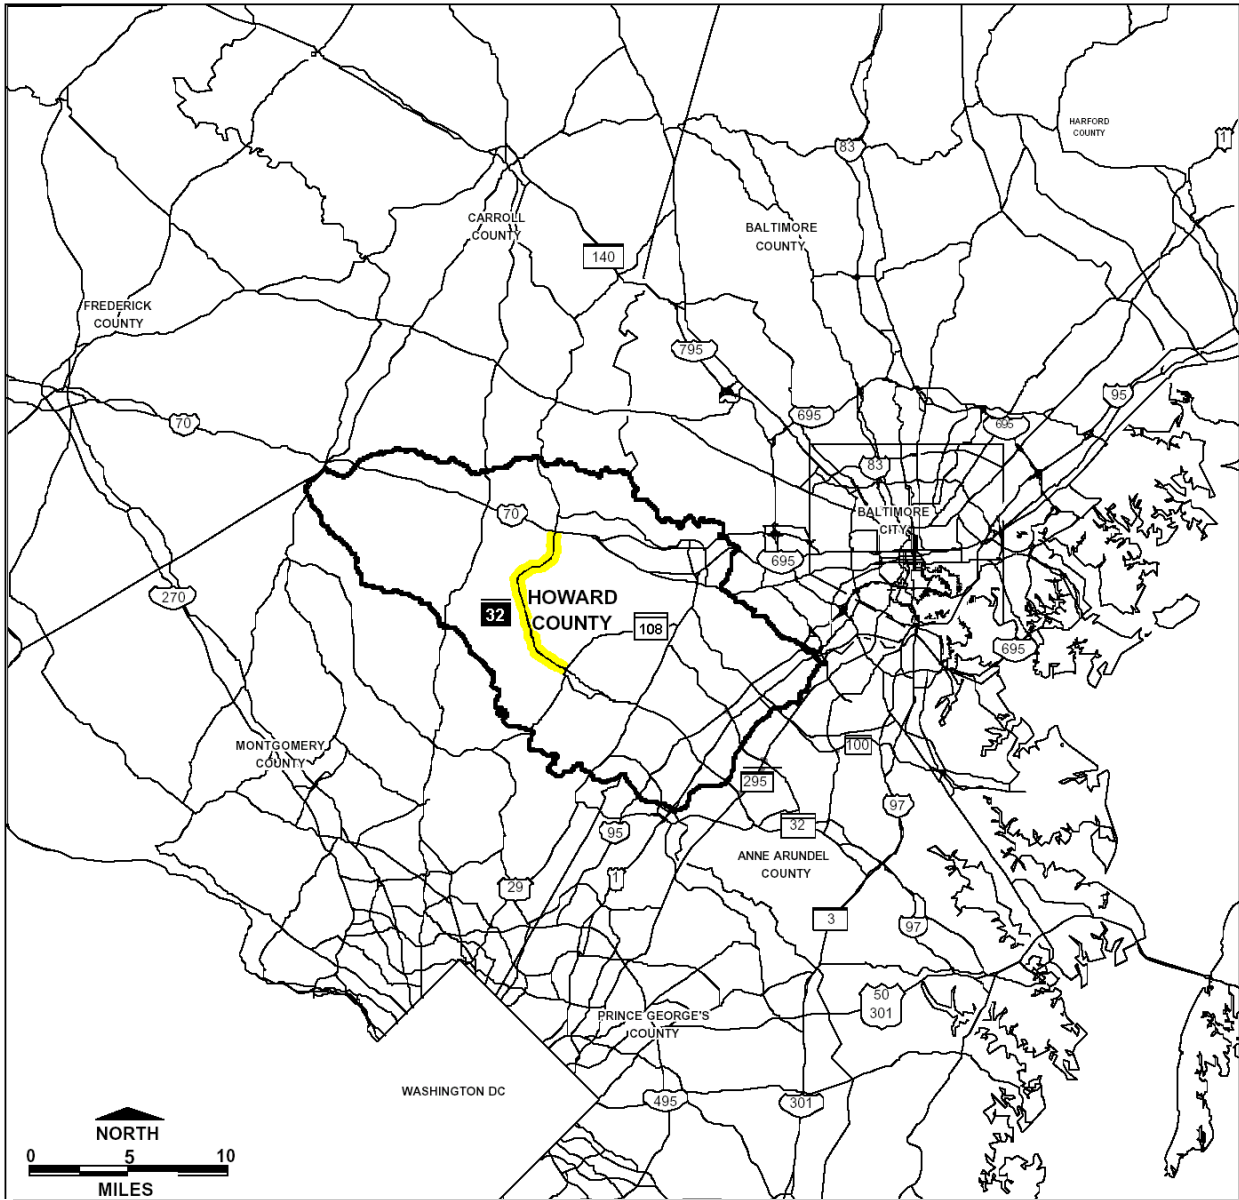 HARFORD
COUNTY
1
83
CARROLL
COUNTY
BALTIMORE
COUNTY
140
FREDERICK
COUNTY
795
95
70
695
695
83
70
BALTIMORE
CITY
695
270
32
HOWARD
COUNTY
108
695
MONTGOMERY
COUNTY
100
295
97
32
95
ANNE ARUNDEL
COUNTY
1
29
3
97
50
301
PRINCE GEORGE'S
COUNTY
WASHINGTON DC
495
301
NORTH
0 5 10
MILES